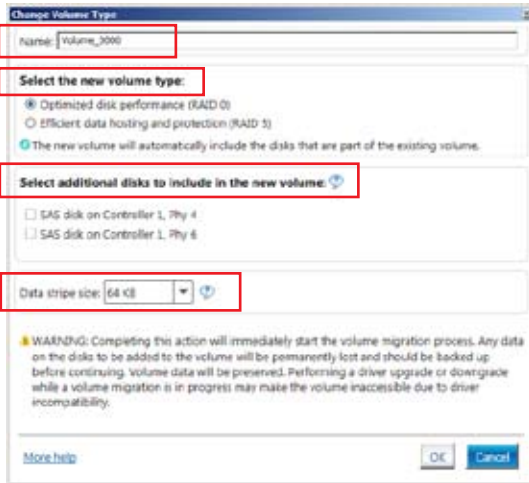 Change Volume Type
Name: Volume_0000
Select the new volume type:
Optimized disk performance (RAID 0)
Efficient data hosting and protection (RAID 5)
The new volume will automatically include the disks that are part of the existing volume.
Select additional disks to include in the new volume:
SAS disk on Controller 1, Phy 4
SAS disk on Controller 1, Phy 6
Data stripe size: 64 KB
WARNING: Completing this action will immediately start the volume migration process. Any data
on the disks to be added to the volume will be permanently lost and should be backed up
before continuing. Volume data will be preserved. Performing a driver upgrade or downgrade
while a volume migration is in progress may make the volume inaccessible due to driver
incompatibility.
More help
OK
Cancel